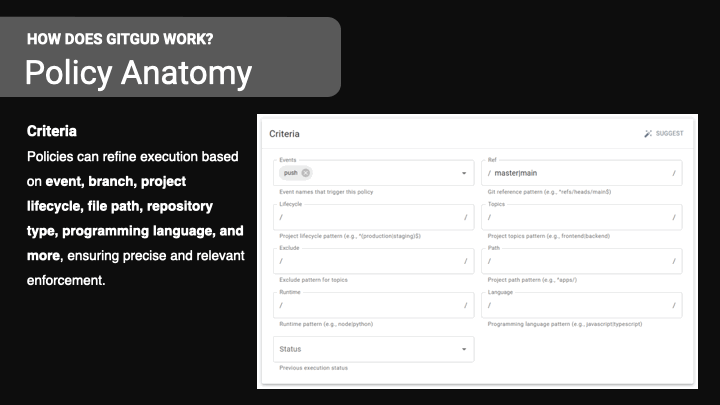 HOW DOES GITGUD WORK?
Policy Anatomy
Criteria
Policies can refine execution based
on event, branch, project
lifecycle, file path, repository
type, programming language, and
more, ensuring precise and relevant
enforcement.
Criteria
SUGGEST
Events
push
Event names that trigger this policy
Ref
/ master|main /
Git reference pattern (e.g., ^refs/heads/main$)
Lifecycle
/ /
Project lifecycle pattern (e.g., ^(production|staging)$)
Topics
/ /
Project topics pattern (e.g., frontend|backend)
Exclude
/ /
Exclude pattern for topics
Path
/ /
Project path pattern (e.g., ^apps/)
Runtime
/ /
Runtime pattern (e.g., node|python)
Language
/ /
Programming language pattern (e.g., javascript|typescript)
Status
Previous execution status